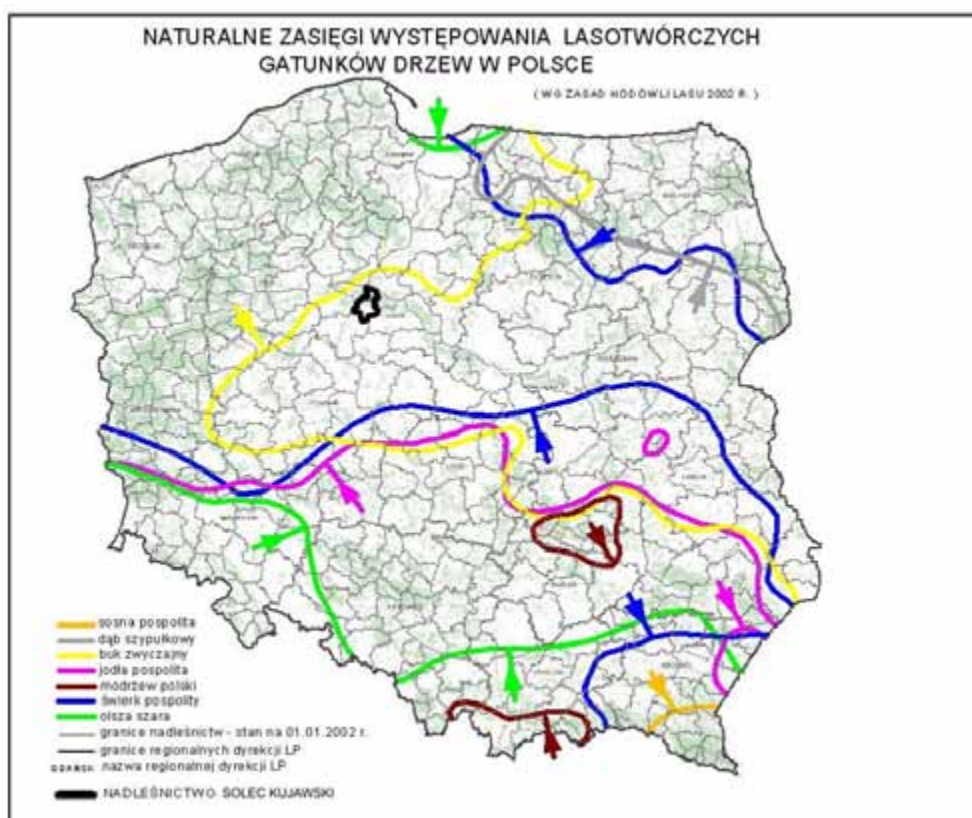 NATURALNE ZASIĘGI WYSTĘPOWANIA LASOTWÓRCZYCH
GATUNKÓW DRZEW W POLSCE
( WG ZASAD HODOWLI LASU 2002 R. )
sosna pospolita
dąb szypułkowy
buk zwyczajny
jodła pospolita
modrzew polski
świerk pospolity
olsza szara
granice nadleśnictw - stan na 01.01.2002 r.
granice regionalnych dyrekcji LP
GDAŃSK nazwa regionalnej dyrekcji LP
NADLEŚNICTWO SOLEC KUJAWSKI